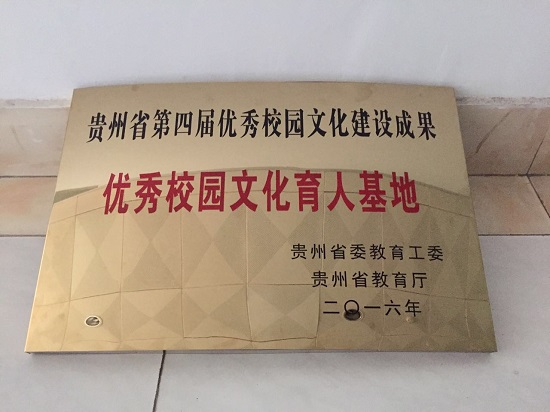 贵州省第四届优秀校园文化建设成果
优秀校园文化育人基地
贵州省委教育工委
贵州省教育厅
二〇一六年